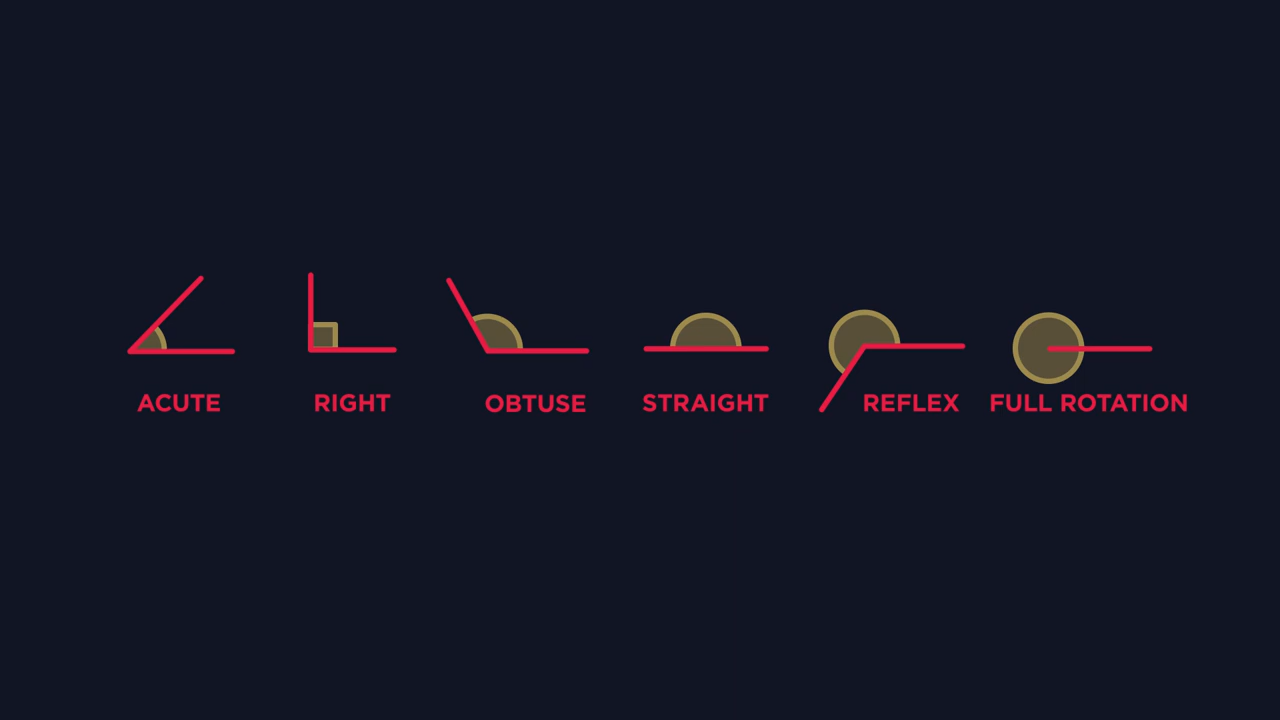 ACUTE
RIGHT
OBTUSE
STRAIGHT
REFLEX
FULL ROTATION